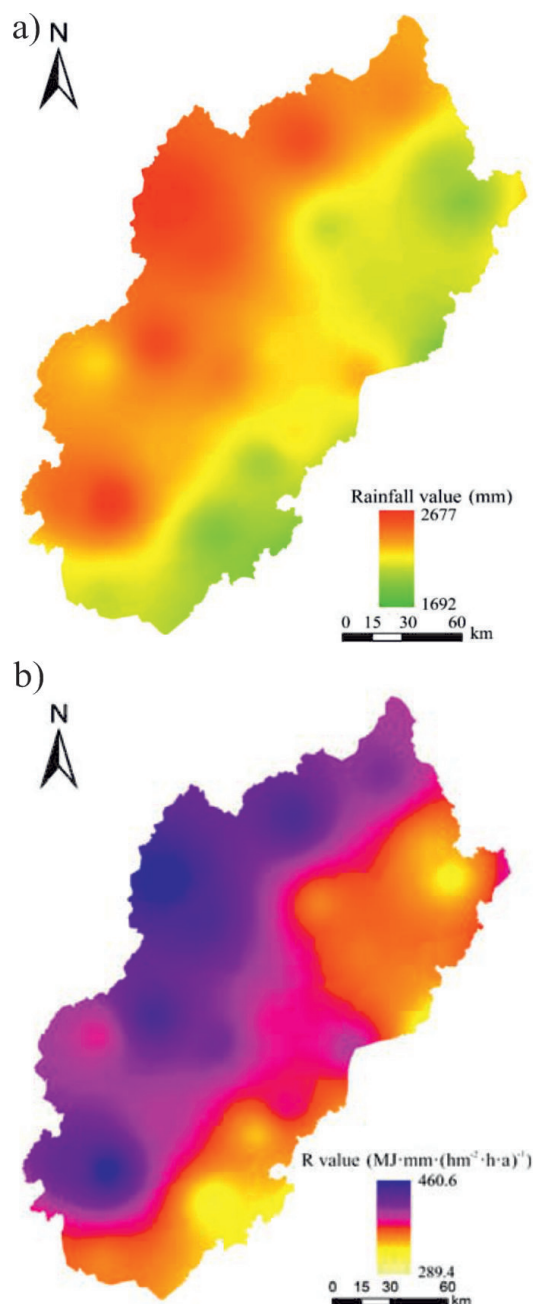 a)
N
Rainfall value (mm)
2677
1692
0 15 30 60
km
b)
N
R value (MJ·mm·(hm⁻²·h·a)⁻¹)
460.6
289.4
0 15 30 60
km